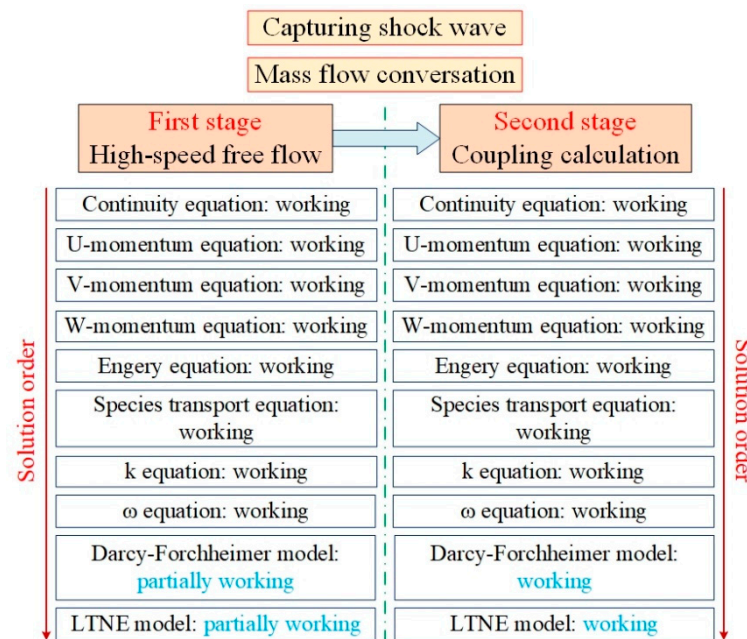 Capturing shock wave
Mass flow conversation
First stage
High-speed free flow
Second stage
Coupling calculation
Solution order
Continuity equation: working
U-momentum equation: working
V-momentum equation: working
W-momentum equation: working
Engery equation: working
Species transport equation:
working
k equation: working
ω equation: working
Darcy-Forchheimer model:
partially working
LTNE model: partially working
Continuity equation: working
U-momentum equation: working
V-momentum equation: working
W-momentum equation: working
Engery equation: working
Species transport equation:
working
k equation: working
ω equation: working
Darcy-Forchheimer model:
working
LTNE model: working
Solution order